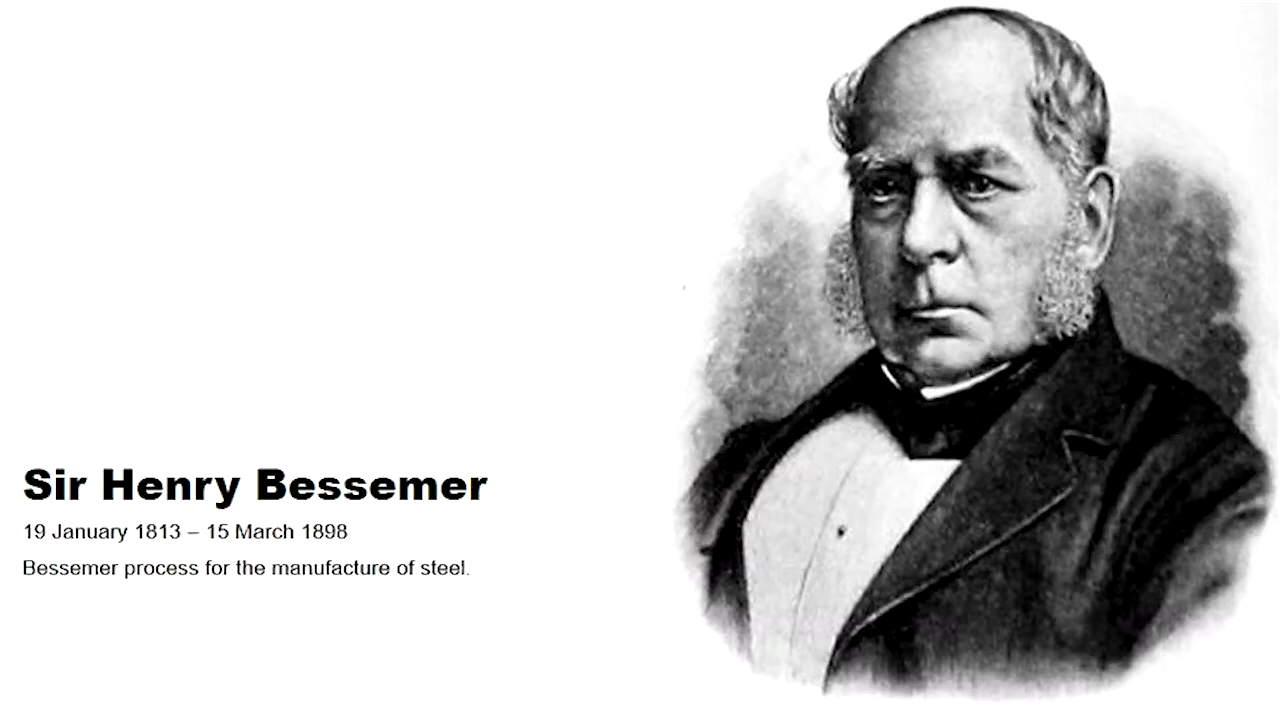 Sir Henry Bessemer
19 January 1813 – 15 March 1898
Bessemer process for the manufacture of steel.